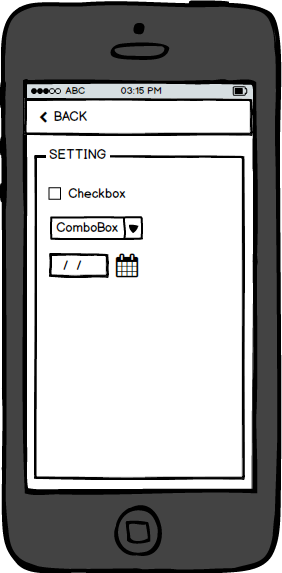 ABC 03:15 PM
BACK
SETTING
Checkbox
ComboBox
/ /